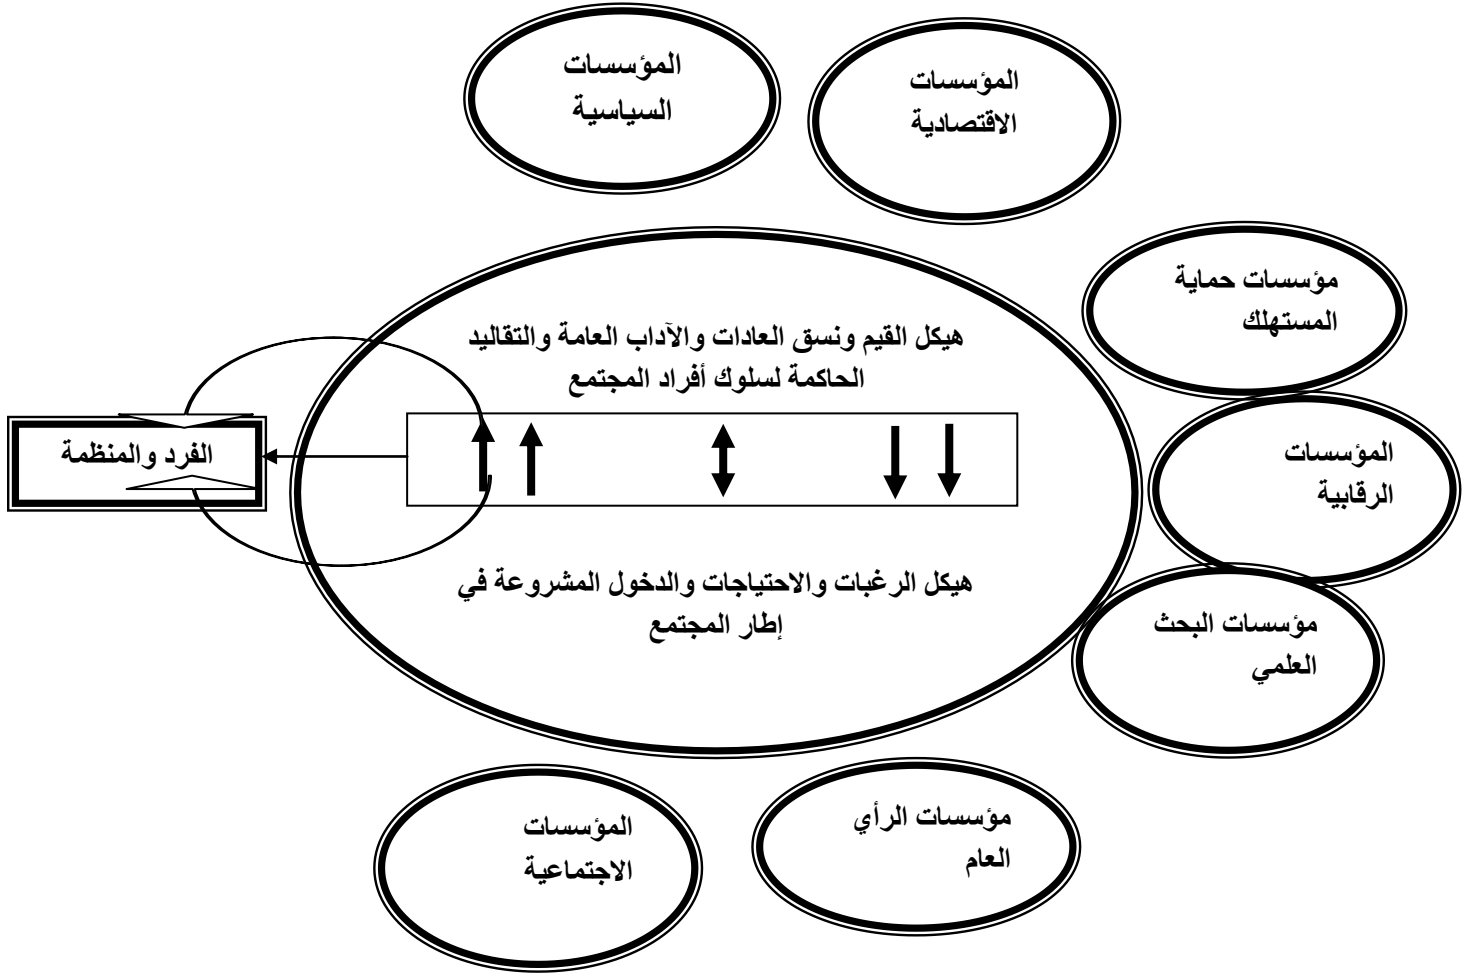 المؤسسات
السياسية
المؤسسات
الاقتصادية
مؤسسات حماية
المستهلك
هيكل القيم ونسق العادات والآداب العامة والتقاليد
الحاكمة لسلوك أفراد المجتمع
الفرد والمنظمة
المؤسسات
الرقابية
هيكل الرغبات والاحتياجات والدخول المشروعة في
إطار المجتمع
مؤسسات البحث
العلمي
مؤسسات الرأي
العام
المؤسسات
الاجتماعية